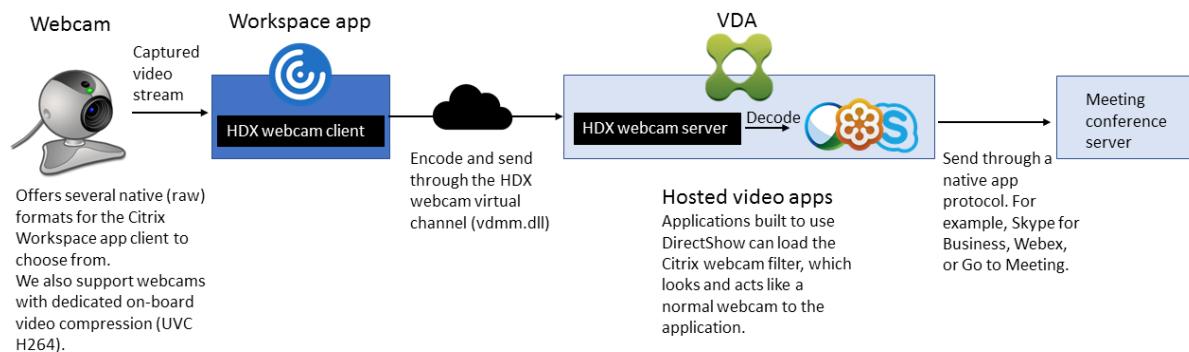 Webcam
Workspace app
VDA
Captured
video
stream
HDX webcam client
HDX webcam server
Decode
Meeting
conference
server
Offers several native (raw)
formats for the Citrix
Workspace app client to
choose from.
We also support webcams
with dedicated on-board
video compression (UVC
H264).
Encode and send
through the HDX
webcam virtual
channel (vdmm.dll)
Hosted video apps
Applications built to use
DirectShow can load the
Citrix webcam filter, which
looks and acts like a
normal webcam to the
application.
Send through a
native app
protocol. For
example, Skype for
Business, Webex,
or Go to Meeting.